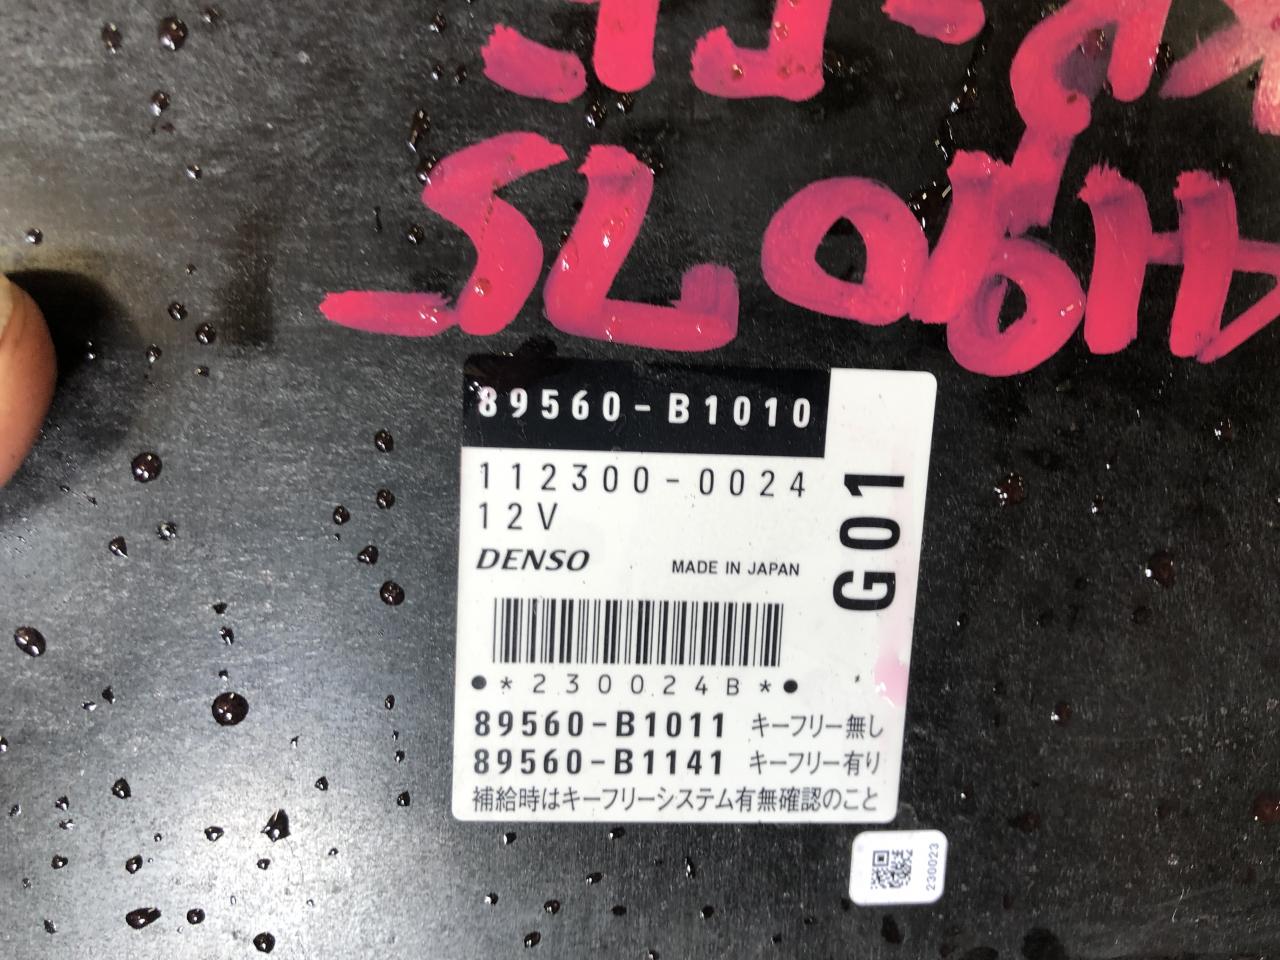 89560-B1010
112300-0024
12V
G01
DENSO MADE IN JAPAN
*230024B*
89560-B1011 キーフリー無し
89560-B1141 キーフリー有り
補給時はキーフリーシステム有無確認のこと
230023